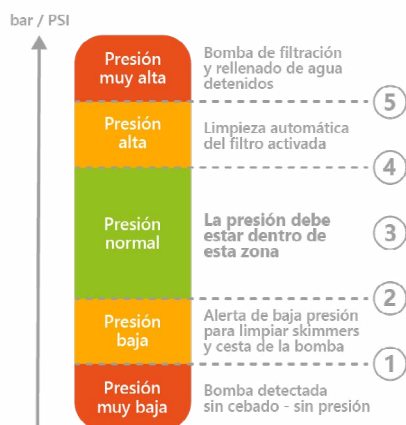 bar / PSI
Presión
muy alta
Bomba de filtración
y rellenado de agua
detenidos
5
Presión
alta
Limpieza automática
del filtro activada
4
Presión
normal
La presión debe
estar dentro de
esta zona
3
2
Presión
baja
Alerta de baja presión
para limpiar skimmers
y cesta de la bomba
1
Presión
muy baja
Bomba detectada
sin cebado - sin presión